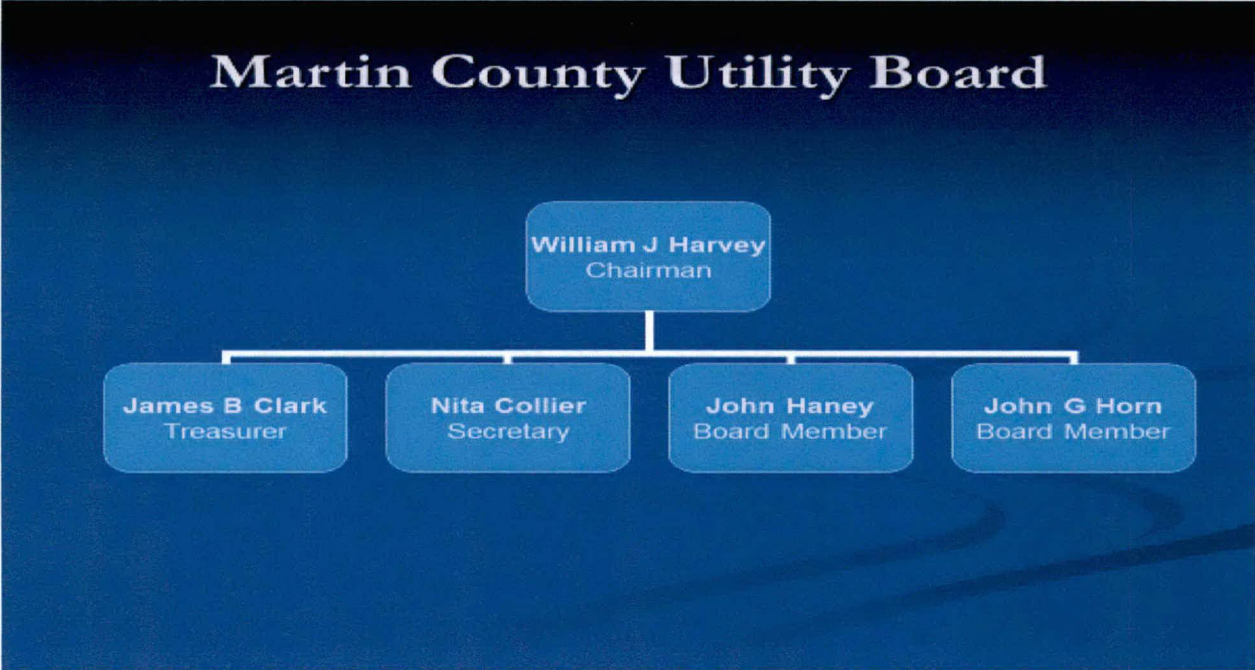 Martin County Utility Board
William J Harvey
Chairman
James B Clark
Treasurer
Nita Collier
Secretary
John Haney
Board Member
John G Horn
Board Member